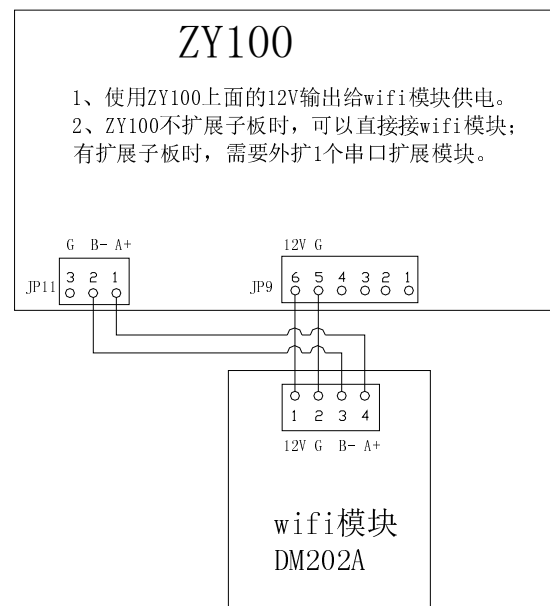 ZY100
1、使用ZY100上面的12V输出给wifi模块供电。
2、ZY100不扩展子板时，可以直接接wifi模块；
有扩展子板时，需要外扩1个串口扩展模块。
G B- A+
12V G
JP11 3 2 1
JP9 6 5 4 3 2 1
1 2 3 4
12V G B- A+
wifi模块
DM202A